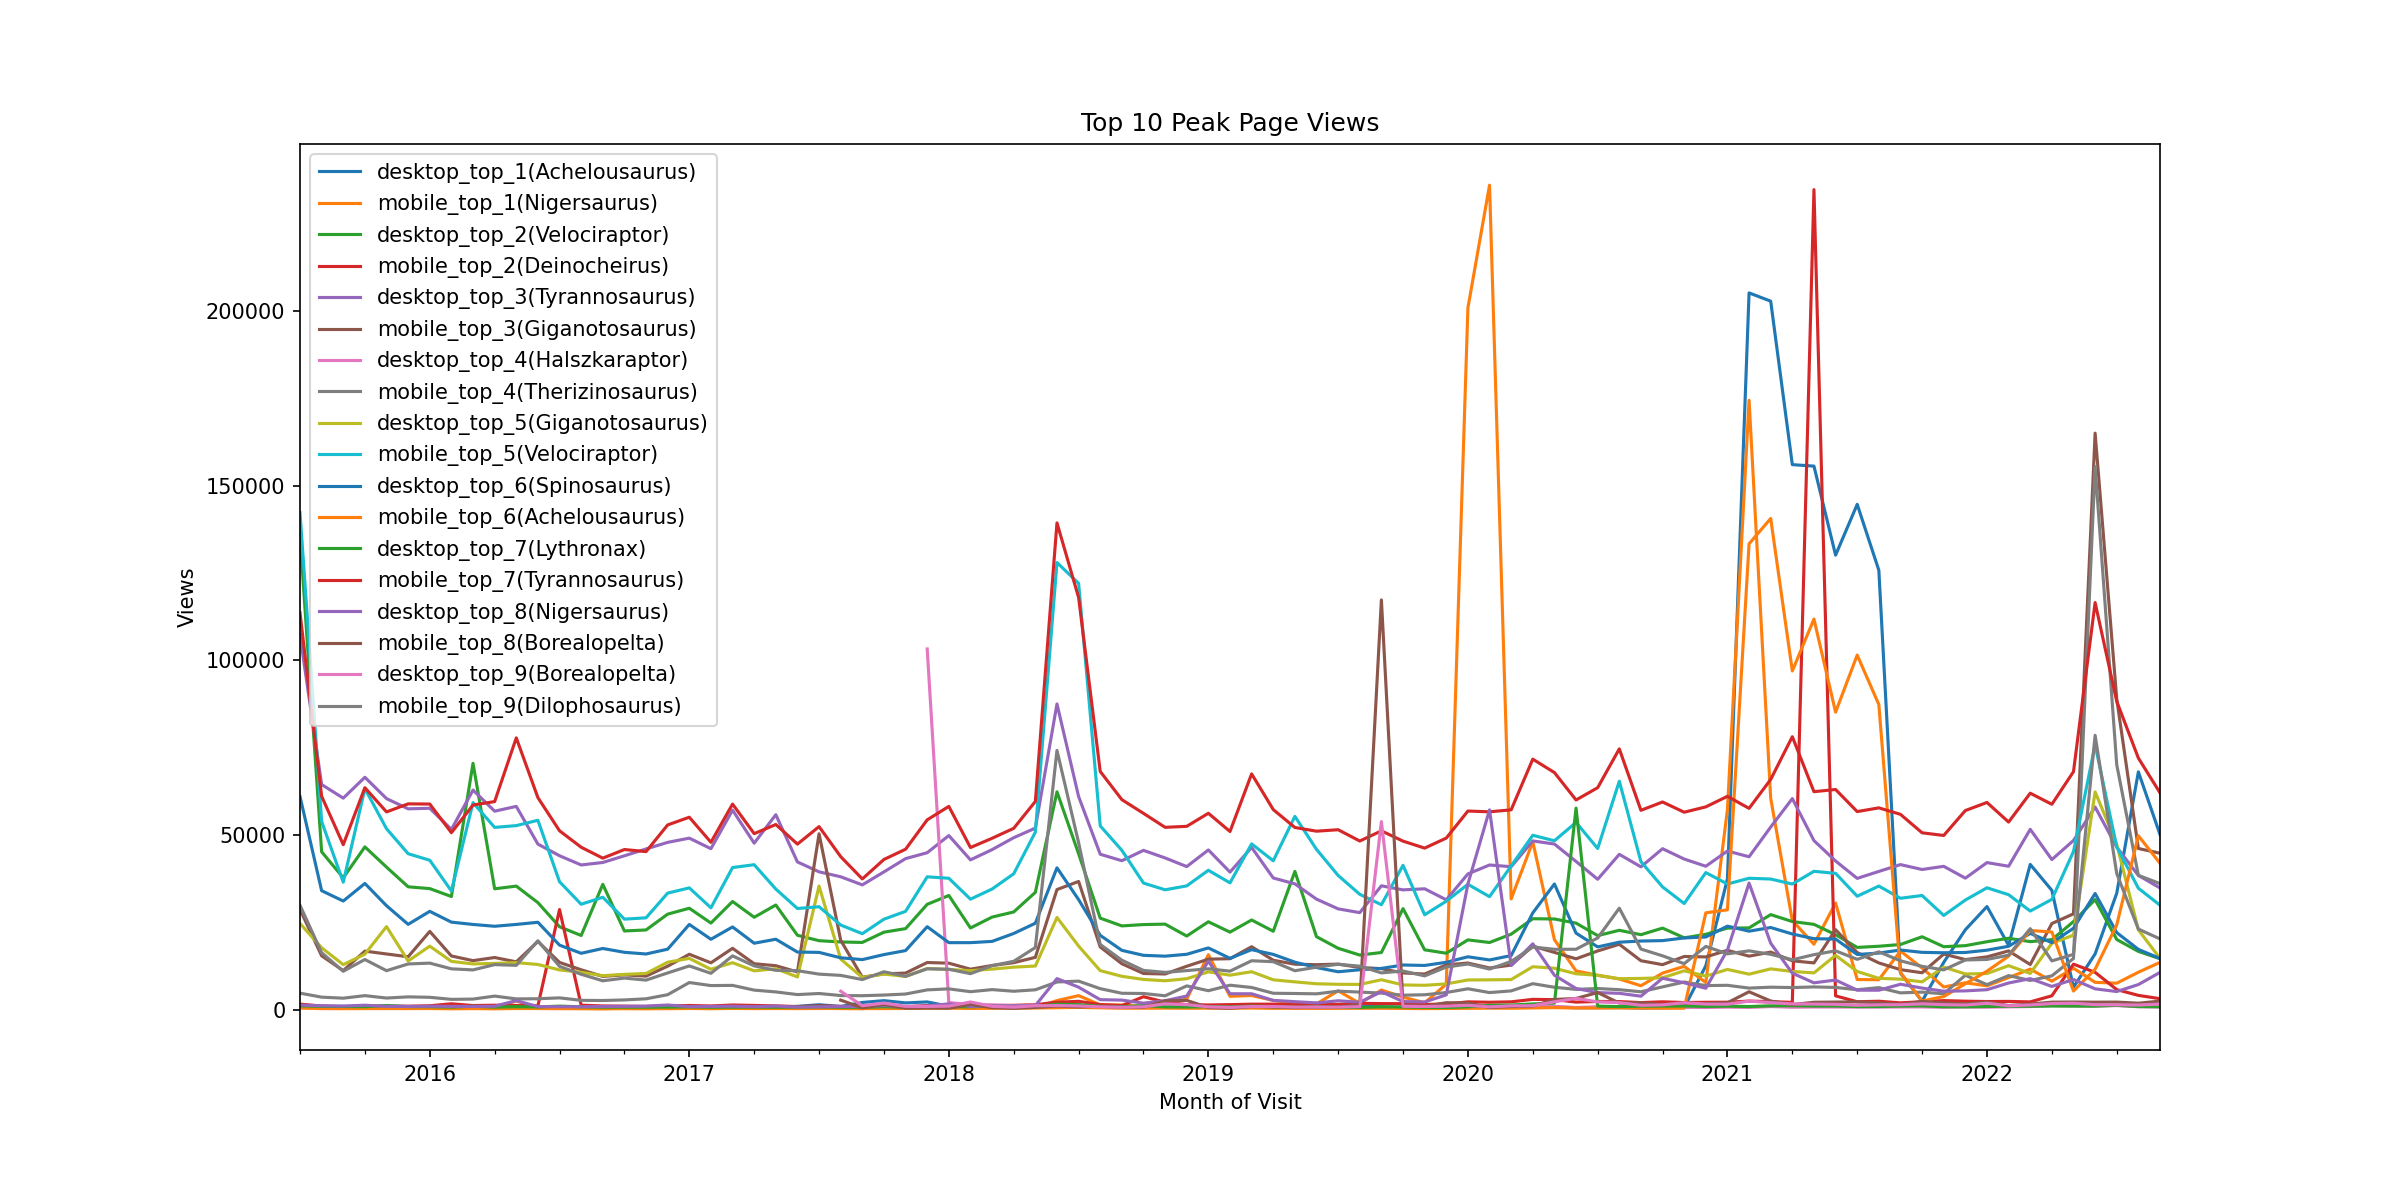 Top 10 Peak Page Views
desktop_top_1(Achelousaurus)
mobile_top_1(Nigersaurus)
desktop_top_2(Velociraptor)
mobile_top_2(Deinocheirus)
desktop_top_3(Tyrannosaurus)
mobile_top_3(Giganotosaurus)
desktop_top_4(Halszkaraptor)
mobile_top_4(Therizinosaurus)
desktop_top_5(Giganotosaurus)
mobile_top_5(Velociraptor)
desktop_top_6(Spinosaurus)
mobile_top_6(Achelousaurus)
desktop_top_7(Lythronax)
mobile_top_7(Tyrannosaurus)
desktop_top_8(Nigersaurus)
mobile_top_8(Borealopelta)
desktop_top_9(Borealopelta)
mobile_top_9(Dilophosaurus)
200000
150000
100000
50000
0
Views
2016 2017 2018 2019 2020 2021 2022
Month of Visit